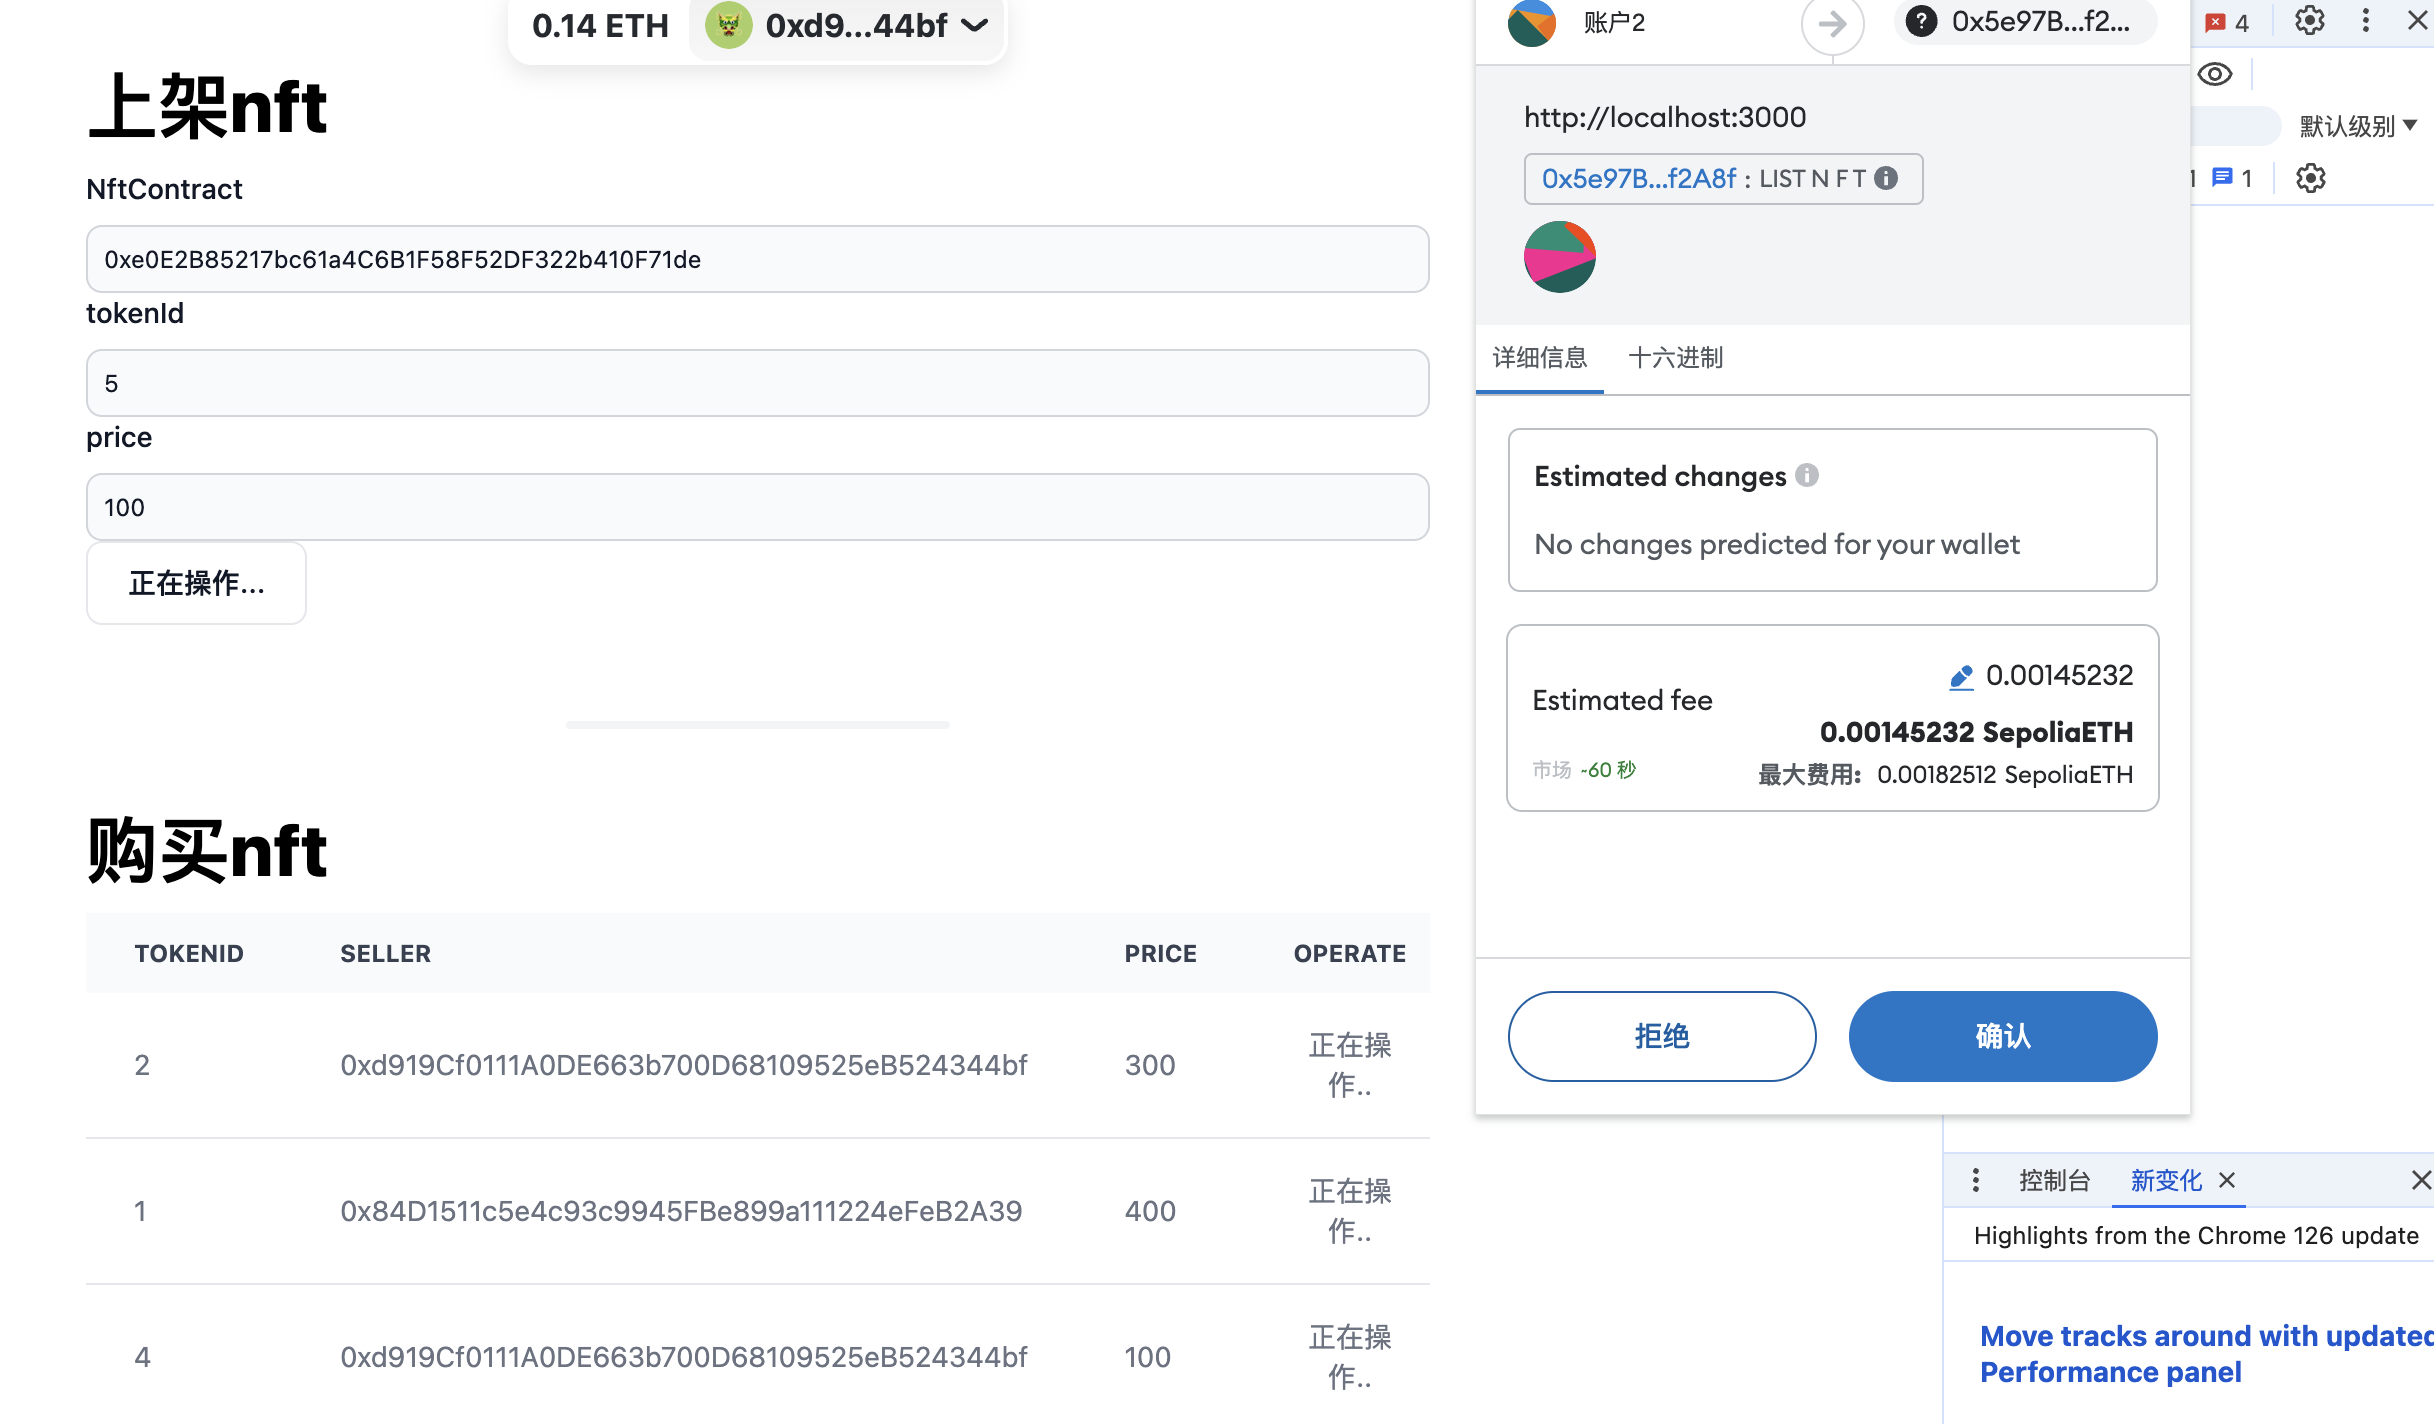 0.14 ETH
0xd9...44bf
上架nft
NftContract
0xe0E2B85217bc61a4C6B1F58F52DF322b410F71de
tokenId
5
price
100
正在操作...
购买nft
TOKENID SELLER PRICE OPERATE
2 0xd919Cf0111A0DE663b700D68109525eB524344bf 300 正在操作..
1 0x84D1511c5e4c93c9945FBe899a111224eFeB2A39 400 正在操作..
4 0xd919Cf0111A0DE663b700D68109525eB524344bf 100 正在操作..
账户2
0x5e97B...f2...
http://localhost:3000
0x5e97B...f2A8f : LIST N F T
详细信息 十六进制
Estimated changes
No changes predicted for your wallet
Estimated fee
0.00145232
0.00145232 SepoliaETH
市场 ~60 秒
最大费用: 0.00182512 SepoliaETH
拒绝 确认
4
默认级别
1
控制台 新变化
Highlights from the Chrome 126 update
Move tracks around with updated
Performance panel